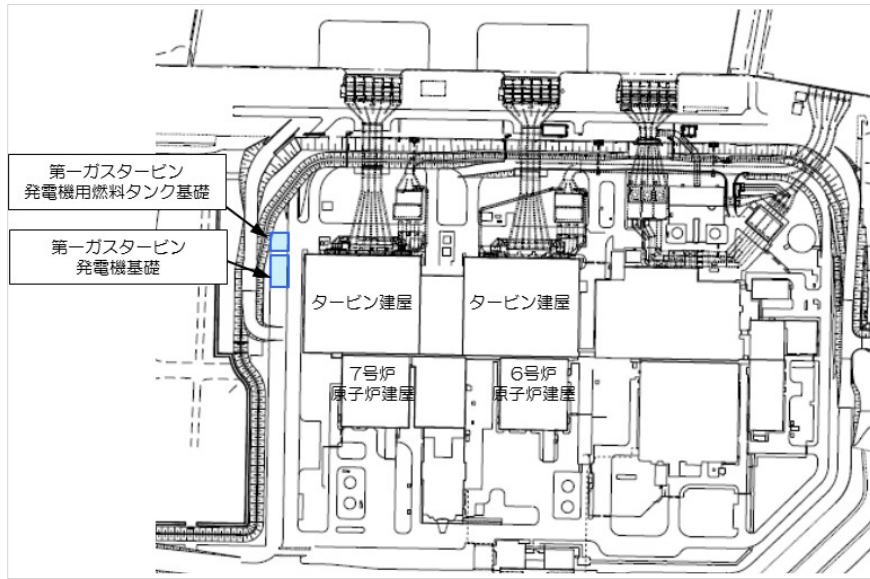 第一ガスタービン
発電機用燃料タンク基礎
第一ガスタービン
発電機基礎
タービン建屋
タービン建屋
7号炉
原子炉建屋
6号炉
原子炉建屋